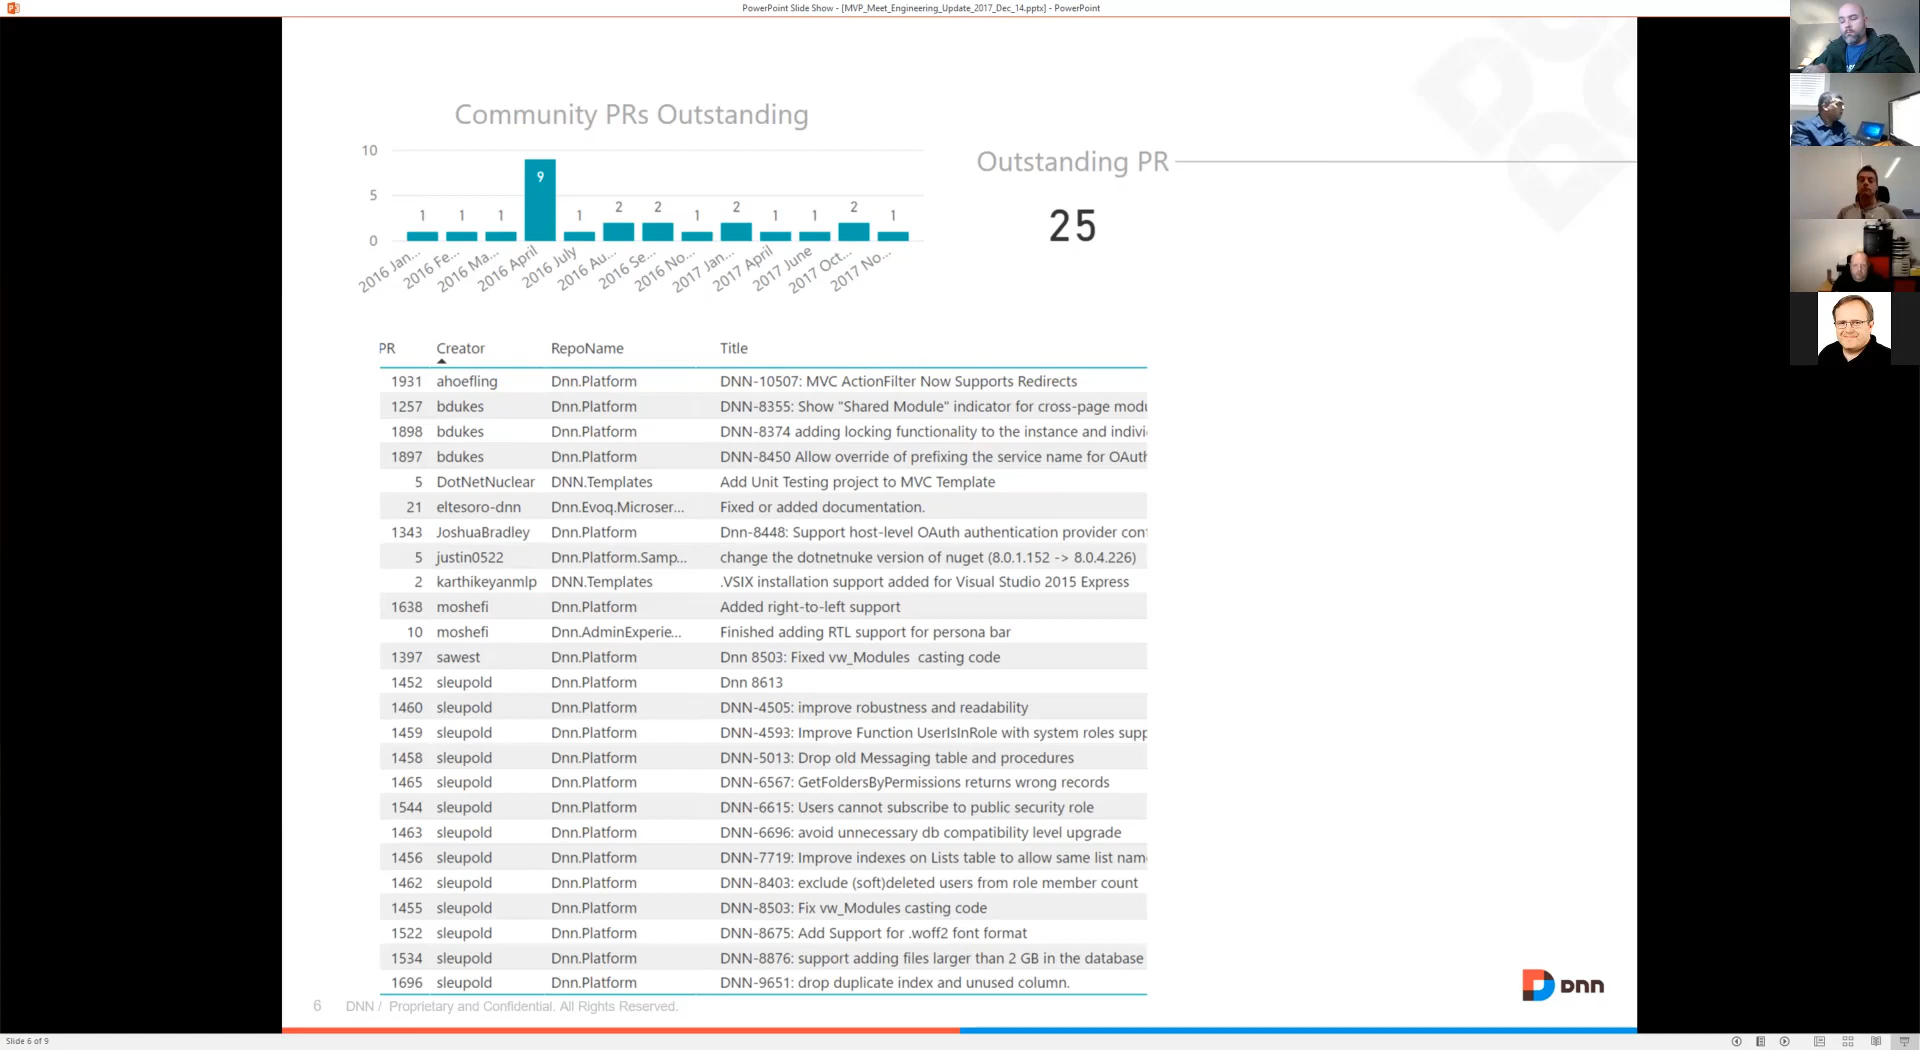 PowerPoint Slide Show - [MVP_Meet_Engineering_Update_2017_Dec_14.pptx] - PowerPoint
Community PRs Outstanding
10
5
0
1 1 1 9 1 2 2 1 2 1 1 2 1
2016 Jan... 2016 Fe... 2016 Ma... 2016 April 2016 July 2016 Au... 2016 Se... 2016 No... 2017 Jan... 2017 April 2017 June 2017 Oct... 2017 No...
Outstanding PR
25
PR Creator RepoName Title
1931 ahoefling Dnn.Platform DNN-10507: MVC ActionFilter Now Supports Redirects
1257 bdukes Dnn.Platform DNN-8355: Show "Shared Module" indicator for cross-page modu
1898 bdukes Dnn.Platform DNN-8374 adding locking functionality to the instance and indivi
1897 bdukes Dnn.Platform DNN-8450 Allow override of prefixing the service name for OAuth
5 DotNetNuclear DNN.Templates Add Unit Testing project to MVC Template
21 eltesoro-dnn Dnn.Evoq.Microser... Fixed or added documentation.
1343 JoshuaBradley Dnn.Platform Dnn-8448: Support host-level OAuth authentication provider con
5 justin0522 Dnn.Platform.Samp... change the dotnetnuke version of nuget (8.0.1.152 -> 8.0.4.226)
2 karthikeyanmlp DNN.Templates .VSIX installation support added for Visual Studio 2015 Express
1638 moshefi Dnn.Platform Added right-to-left support
10 moshefi Dnn.AdminExperie... Finished adding RTL support for persona bar
1397 sawest Dnn.Platform Dnn 8503: Fixed vw_Modules casting code
1452 sleupold Dnn.Platform Dnn 8613
1460 sleupold Dnn.Platform DNN-4505: improve robustness and readability
1459 sleupold Dnn.Platform DNN-4593: Improve Function UserIsInRole with system roles supp
1458 sleupold Dnn.Platform DNN-5013: Drop old Messaging table and procedures
1465 sleupold Dnn.Platform DNN-6567: GetFoldersByPermissions returns wrong records
1544 sleupold Dnn.Platform DNN-6615: Users cannot subscribe to public security role
1463 sleupold Dnn.Platform DNN-6696: avoid unnecessary db compatibility level upgrade
1456 sleupold Dnn.Platform DNN-7719: Improve indexes on Lists table to allow same list nam
1462 sleupold Dnn.Platform DNN-8403: exclude (soft)deleted users from role member count
1455 sleupold Dnn.Platform DNN-8503: Fix vw_Modules casting code
1522 sleupold Dnn.Platform DNN-8675: Add Support for .woff2 font format
1534 sleupold Dnn.Platform DNN-8876: support adding files larger than 2 GB in the database
1696 sleupold Dnn.Platform DNN-9651: drop duplicate index and unused column.
6 DNN / Proprietary and Confidential. All Rights Reserved.
DNN
Slide 6 of 9